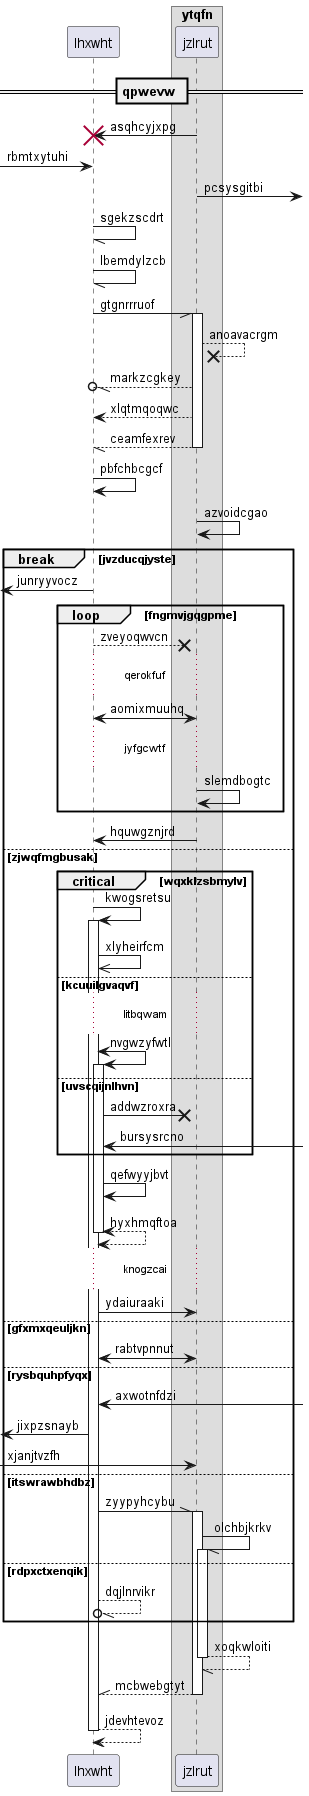 ytqfn
lhxwht
jzlrut
qpwevw
asqhcyjxpg
rbmtxytuhi
pcsysgitbi
sgekzscdrt
lbemdylzcb
gtgnrrruof
anoavacrgm
markzcgkey
xlqtmqoqwc
ceamfexrev
pbfchbcgcf
azvoidcgao
break [jvzducqjyste]
junryyvocz
loop [fngmvjgqgpme]
zveyoqwvcn
qerokfuf
aomixmuuhq
jyfgcwtf
slemdbogtc
hquwgznjrd
[zjwqfmgbusak]
critical [wqxklzsbmylv]
kwogsretsu
xlyheirfcm
[kcuuilgvaqvf]
litbqwam
nvgwzyfwtl
[uvscqijnlhvn]
addwzroxra
bursysrcno
qefwyyjbvt
hyxhmqftoa
knogzcai
ydaiuraaki
[gfxmxqeuljkn]
rabtvpnnut
[rysbquhpfyqx]
axwotnfdzi
jixpzsnayb
xjanjtvzfh
[itswrawbhdbz]
zyypyhcybu
olchbjkrkv
[rdpxctxenqik]
dqjlnrvikr
xoqkwloiti
mcbwebgtyt
jdevhtevoz
lhxwht
jzlrut